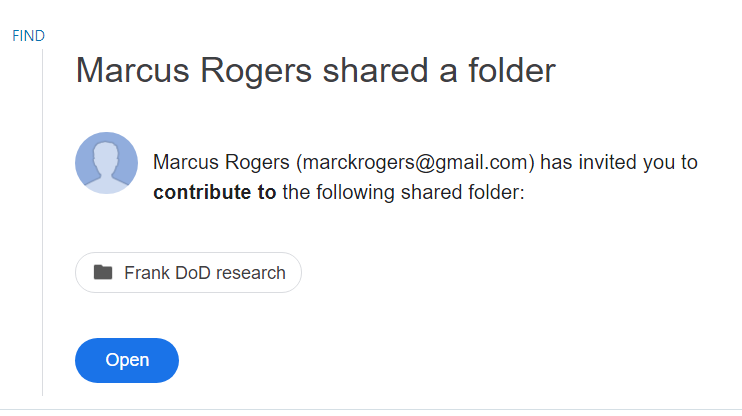 FIND
Marcus Rogers shared a folder
Marcus Rogers (marckrogers@gmail.com) has invited you to
contribute to the following shared folder:
Frank DoD research
Open